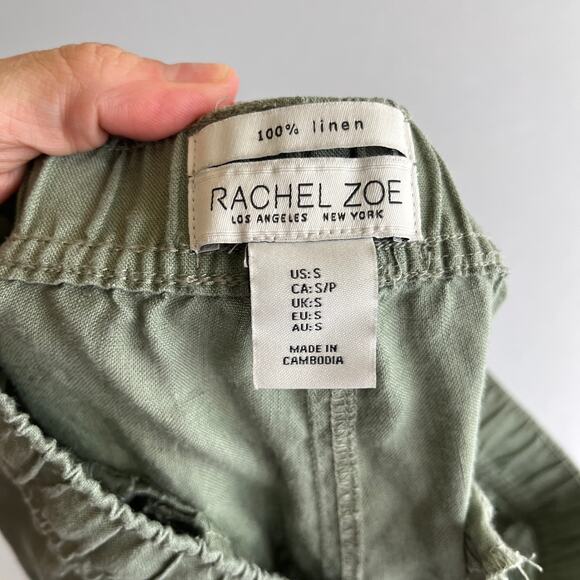 100% linen
RACHEL ZOE
LOS ANGELES NEW YORK
US: S
CA: S/P
UK: S
EU: S
AU: S
MADE IN
CAMBODIA